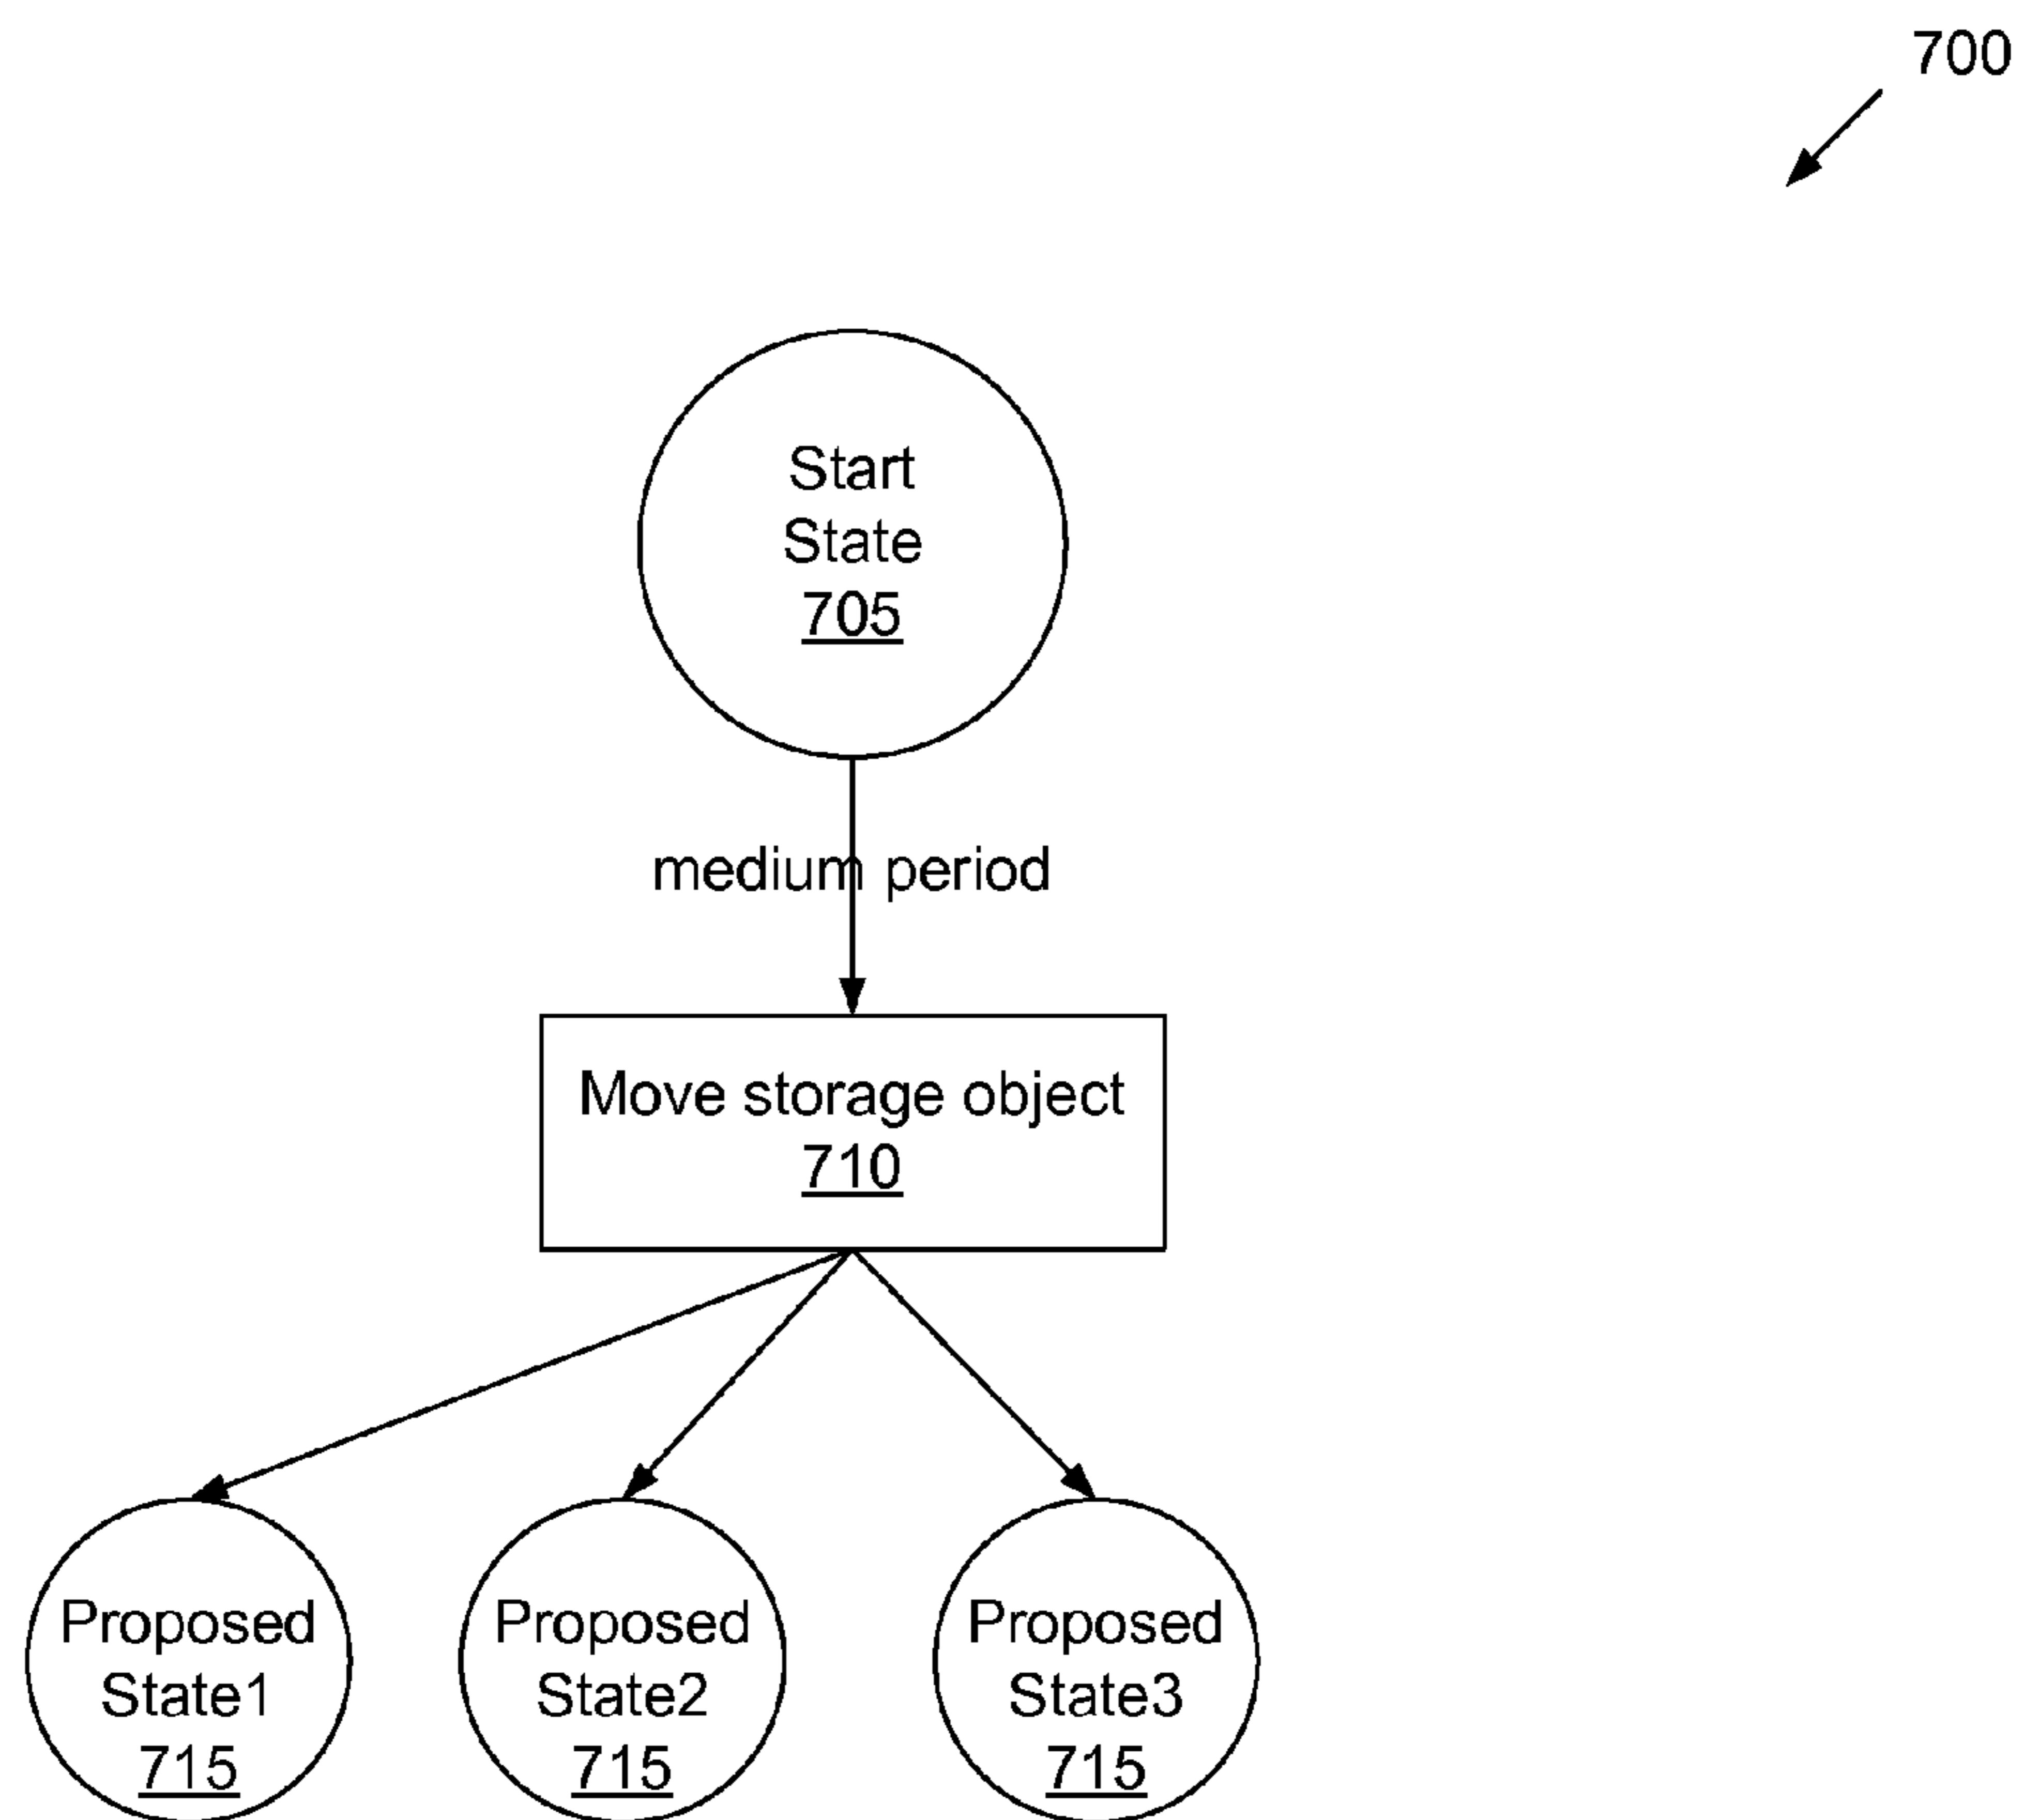 700
Start
State
705
medium period
Move storage object
710
Proposed
State1
715
Proposed
State2
715
Proposed
State3
715